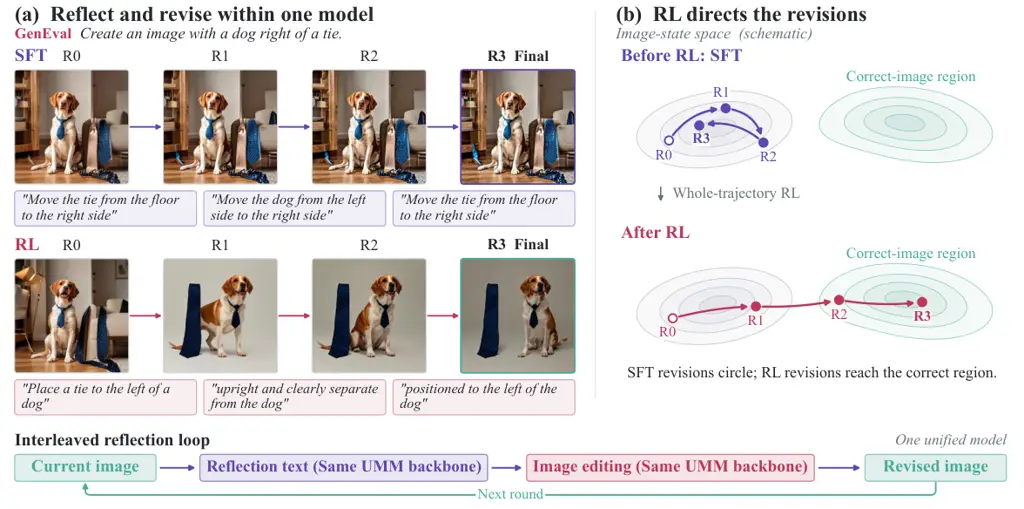 (a) Reflect and revise within one model
GenEval Create an image with a dog right of a tie.
SFT R0 R1 R2 R3 Final
"Move the tie from the floor
to the right side"
"Move the dog from the left
side to the right side"
"Move the tie from the floor
to the right side"
RL R0 R1 R2 R3 Final
"Place a tie to the left of a
dog"
"upright and clearly separate
from the dog"
"positioned to the left of the
dog"
(b) RL directs the revisions
Image-state space (schematic)
Before RL: SFT
Correct-image region
R1
R3
R0
R2
Whole-trajectory RL
After RL
Correct-image region
R0
R1
R2
R3
SFT revisions circle; RL revisions reach the correct region.
Interleaved reflection loop
One unified model
Current image
Reflection text (Same UMM backbone)
Image editing (Same UMM backbone)
Revised image
Next round